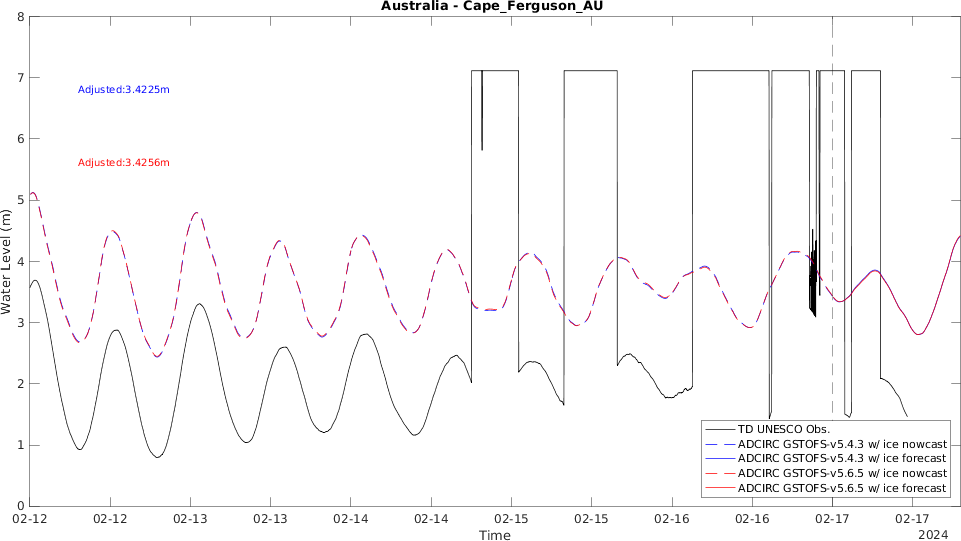 Australia - Cape_Ferguson_AU
8
7
6
5
4
3
2
1
0
Water Level (m)
Adjusted:3.4225m
Adjusted:3.4256m
TD UNESCO Obs.
ADCIRC GSTOFS-v5.4.3 w/ ice nowcast
ADCIRC GSTOFS-v5.4.3 w/ ice forecast
ADCIRC GSTOFS-v5.6.5 w/ ice nowcast
ADCIRC GSTOFS-v5.6.5 w/ ice forecast
02-12 02-12 02-13 02-13 02-14 02-14 02-15 02-15 02-16 02-16 02-17 02-17
Time
2024